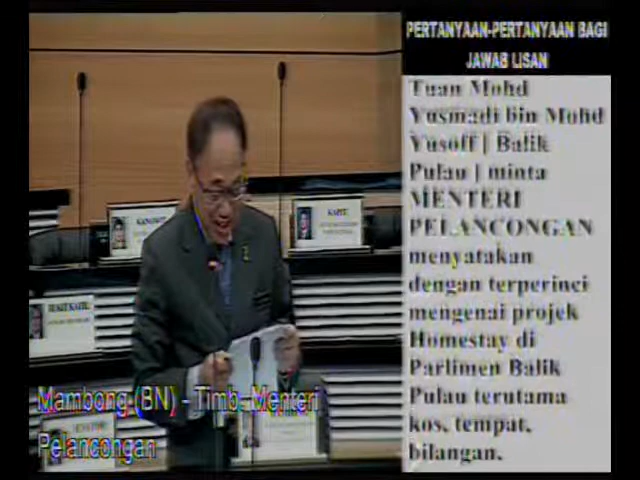 PERTANYAAN-PERTANYAAN BAGI
JAWAB LISAN
Tuan Mohd
Yusmadi bin Mohd
Yusoff | Balik
Pulau | minta
MENTERI
PELANCONGAN
menyatakan
dengan terperinci
mengenai projek
Homestay di
Parlimen Balik
Pulau terutama
kos, tempat,
bilangan.
KAPIT
Mambong (BN) - Timb. Menteri
Pelancongan